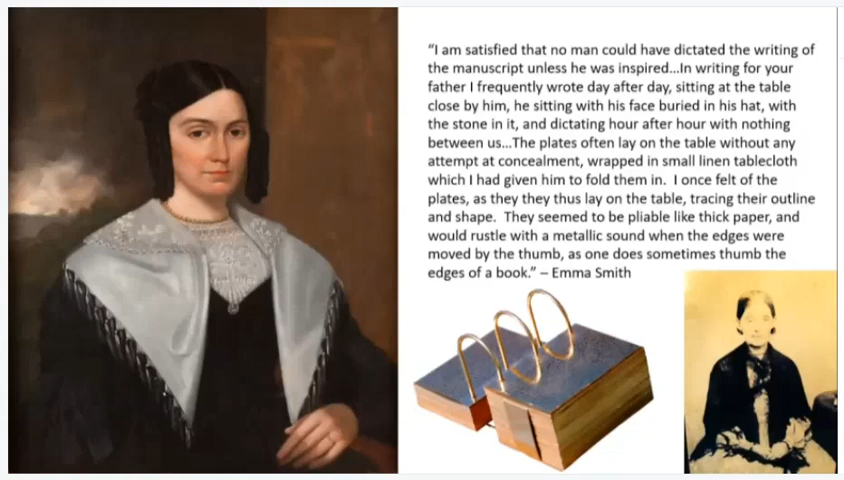 “I am satisfied that no man could have dictated the writing of
the manuscript unless he was inspired...In writing for your
father I frequently wrote day after day, sitting at the table
close by him, he sitting with his face buried in his hat, with
the stone in it, and dictating hour after hour with nothing
between us...The plates often lay on the table without any
attempt at concealment, wrapped in small linen tablecloth
which I had given him to fold them in.  I once felt of the
plates, as they they thus lay on the table, tracing their outline
and shape.  They seemed to be pliable like thick paper, and
would rustle with a metallic sound when the edges were
moved by the thumb, as one does sometimes thumb the
edges of a book.” – Emma Smith